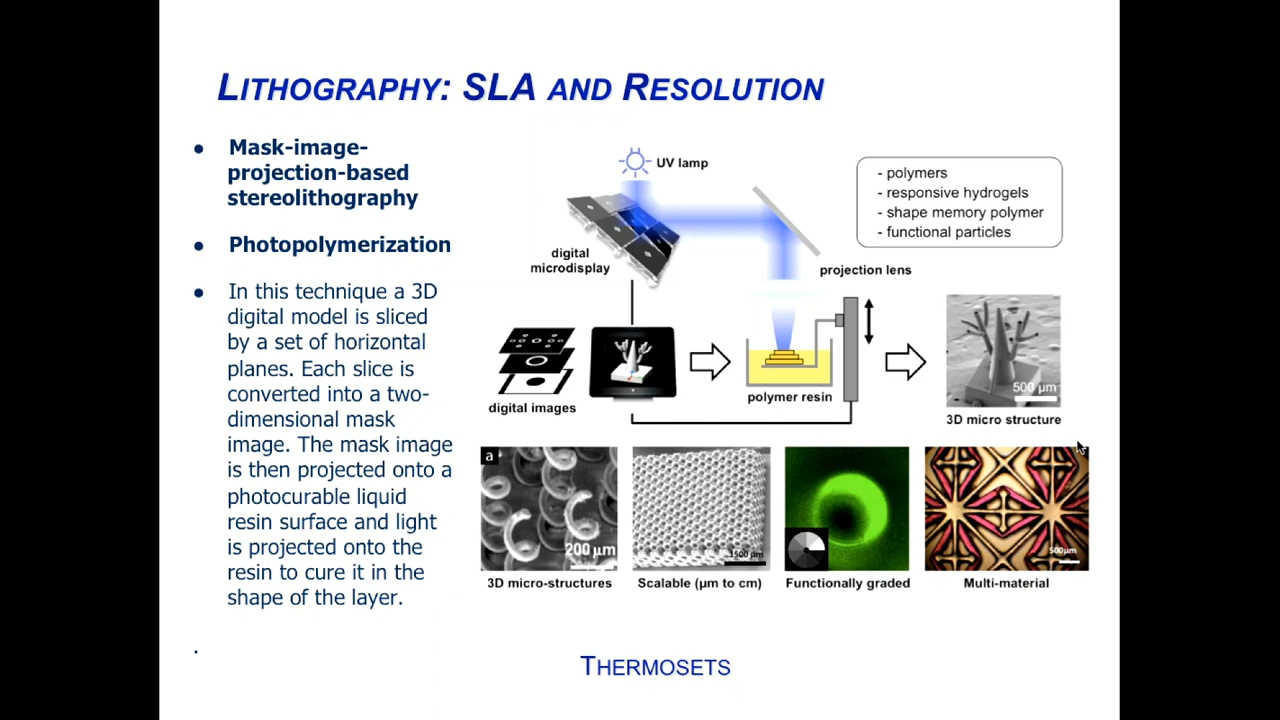 LITHOGRAPHY: SLA AND RESOLUTION
● Mask-image-
projection-based
stereolithography
● Photopolymerization
● In this technique a 3D
digital model is sliced
by a set of horizontal
planes. Each slice is
converted into a two-
dimensional mask
image. The mask image
is then projected onto a
photocurable liquid
resin surface and light
is projected onto the
resin to cure it in the
shape of the layer.
.
UV lamp
digital
microdisplay
projection lens
- polymers
- responsive hydrogels
- shape memory polymer
- functional particles
digital images
polymer resin
500 µm
3D micro structure
a
200 µm
3D micro-structures
1500 µm
Scalable (µm to cm)
Functionally graded
500µm
Multi-material
THERMOSETS